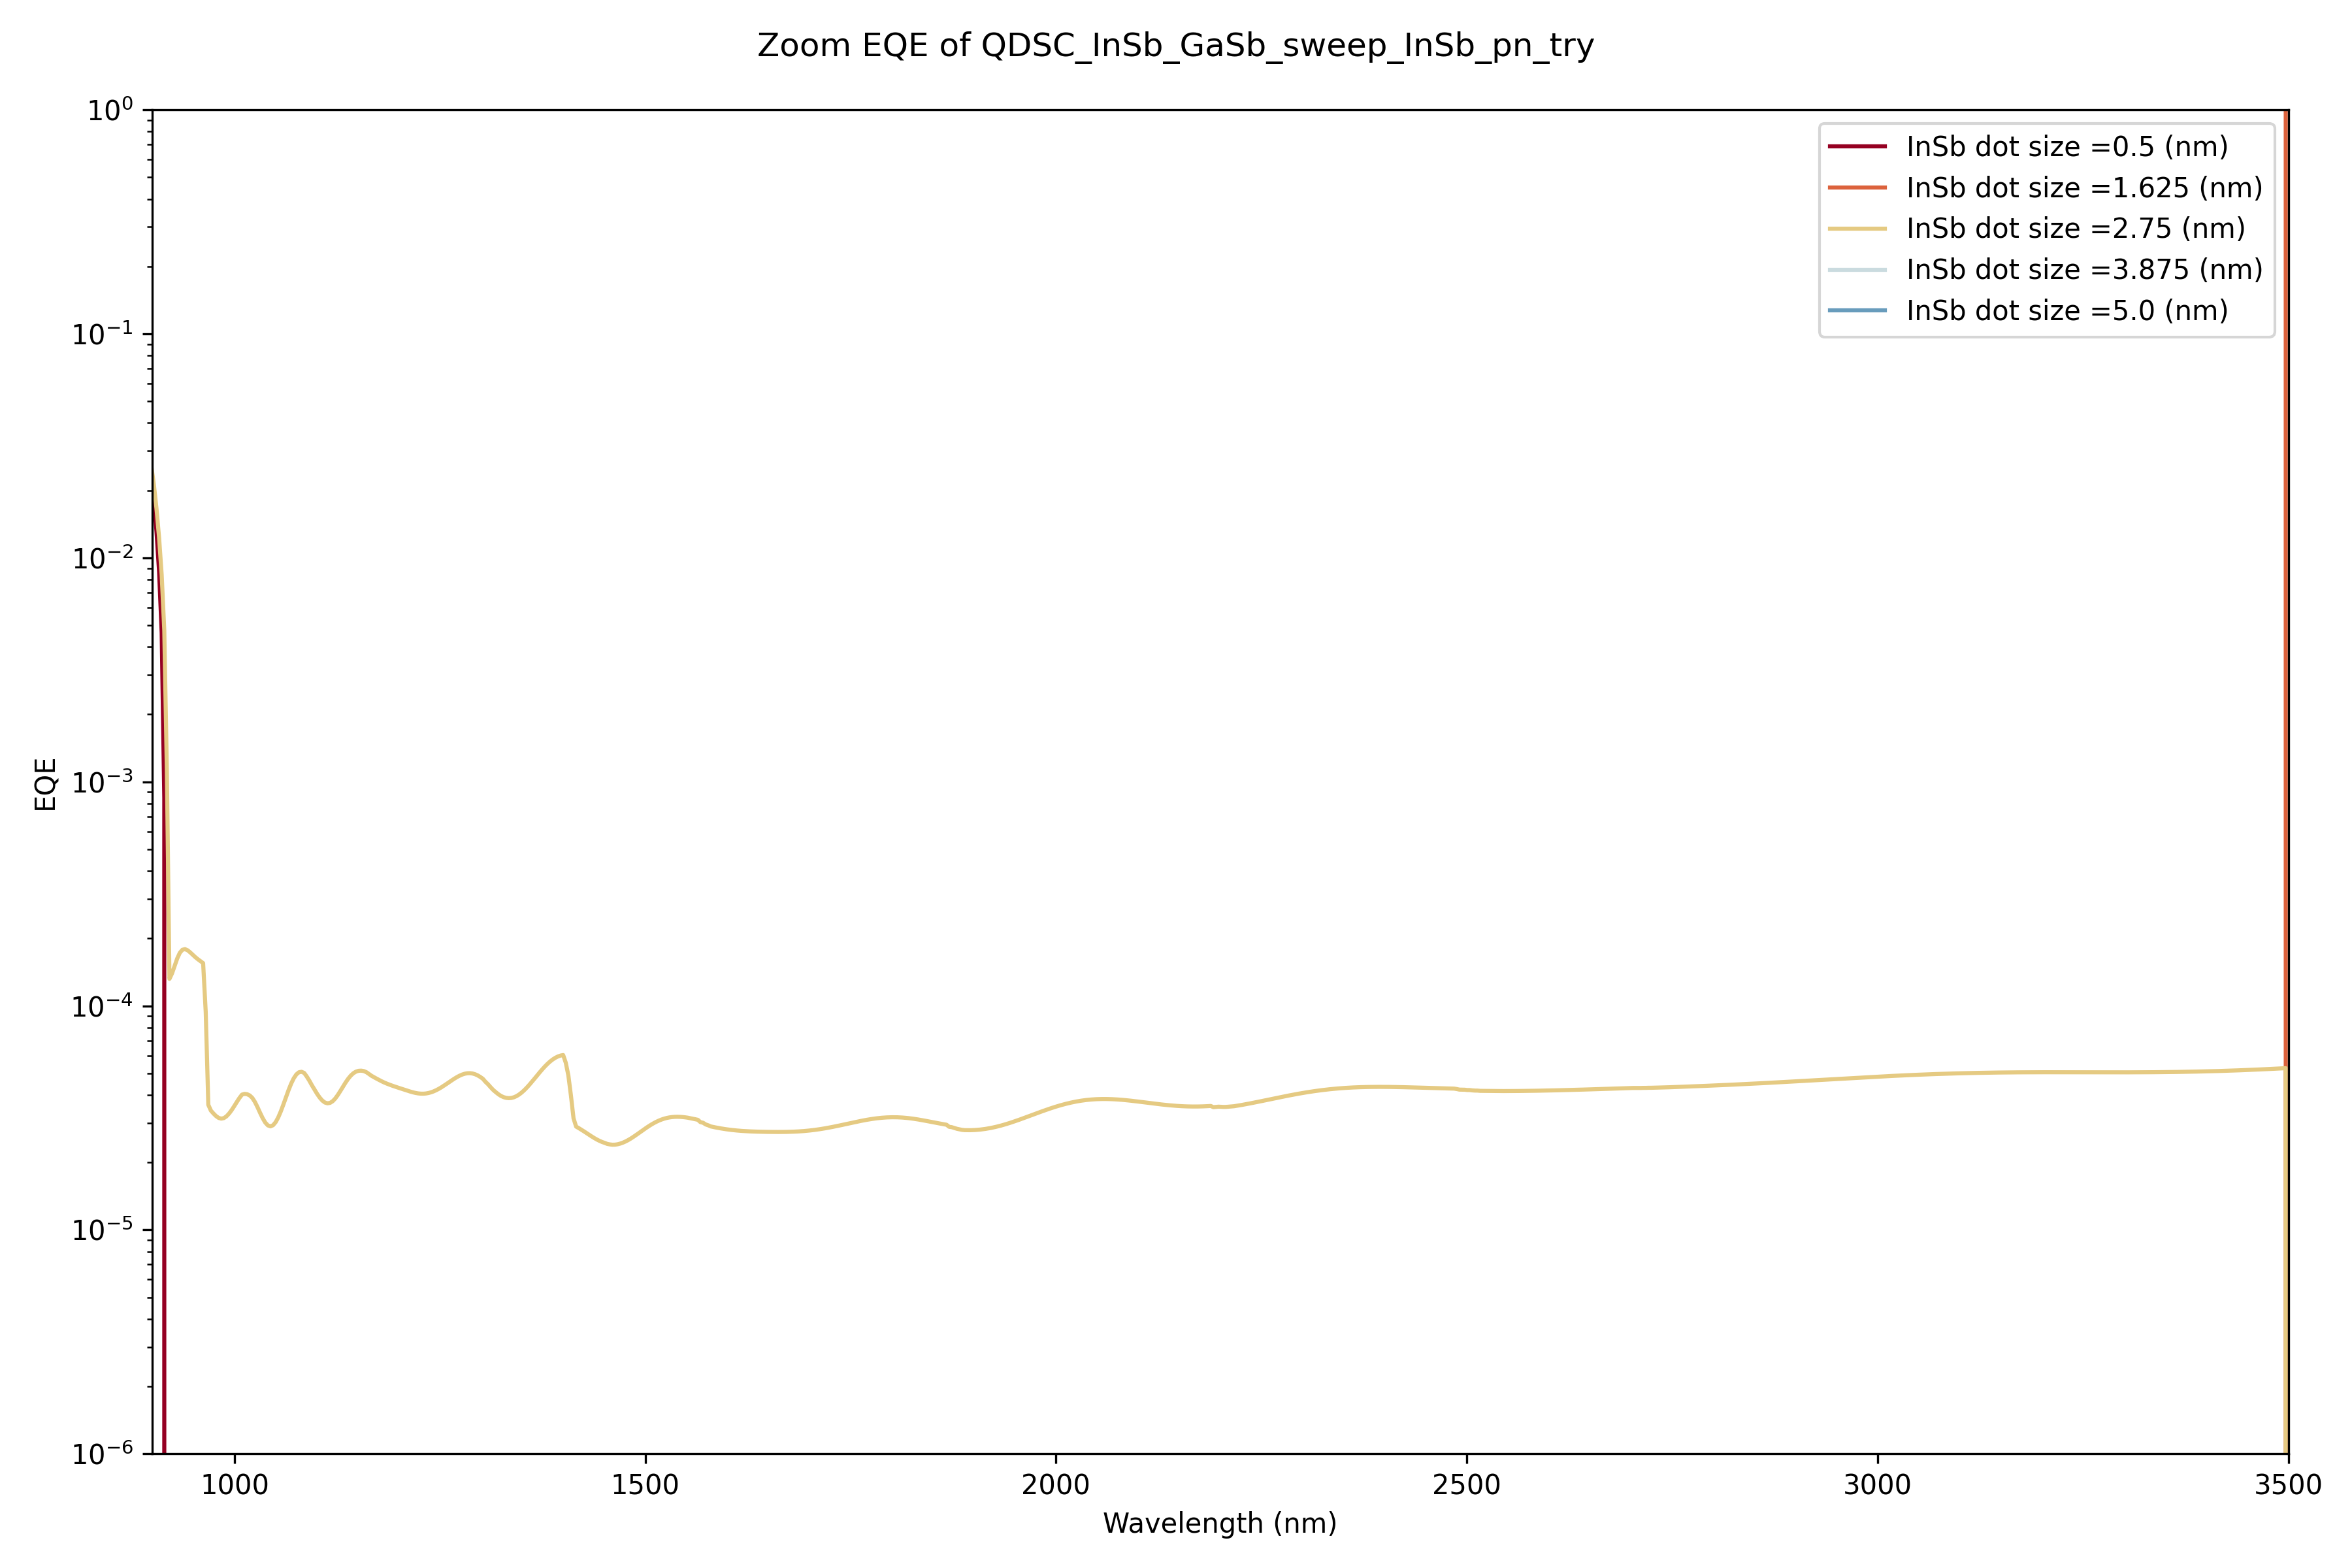 Zoom EQE of QDSC_InSb_GaSb_sweep_InSb_pn_try
InSb dot size =0.5 (nm)
InSb dot size =1.625 (nm)
InSb dot size =2.75 (nm)
InSb dot size =3.875 (nm)
InSb dot size =5.0 (nm)
EQE
10⁰
10⁻¹
10⁻²
10⁻³
10⁻⁴
10⁻⁵
10⁻⁶
1000 1500 2000 2500 3000 3500
Wavelength (nm)